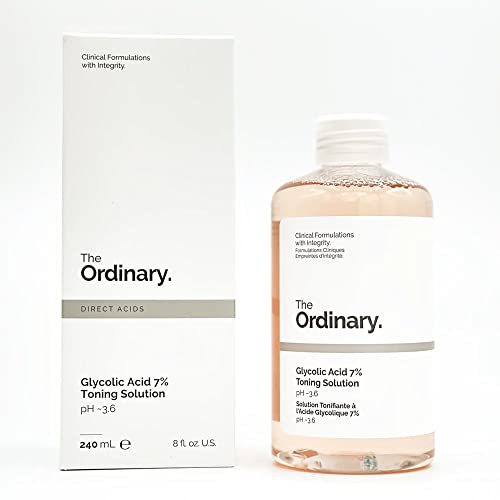 Clinical Formulations
with Integrity.
The
Ordinary.
DIRECT ACIDS
Glycolic Acid 7%
Toning Solution
pH ~3.6
240 mL ℮ 8 fl. oz. U.S.
Clinical Formulations
with Integrity.
Formulations Cliniques
Empreintes d'Intégrité.
The
Ordinary.
Glycolic Acid 7%
Toning Solution
pH ~3.6
Solution Tonifiante à
l'Acide Glycolique 7%
pH ~3.6